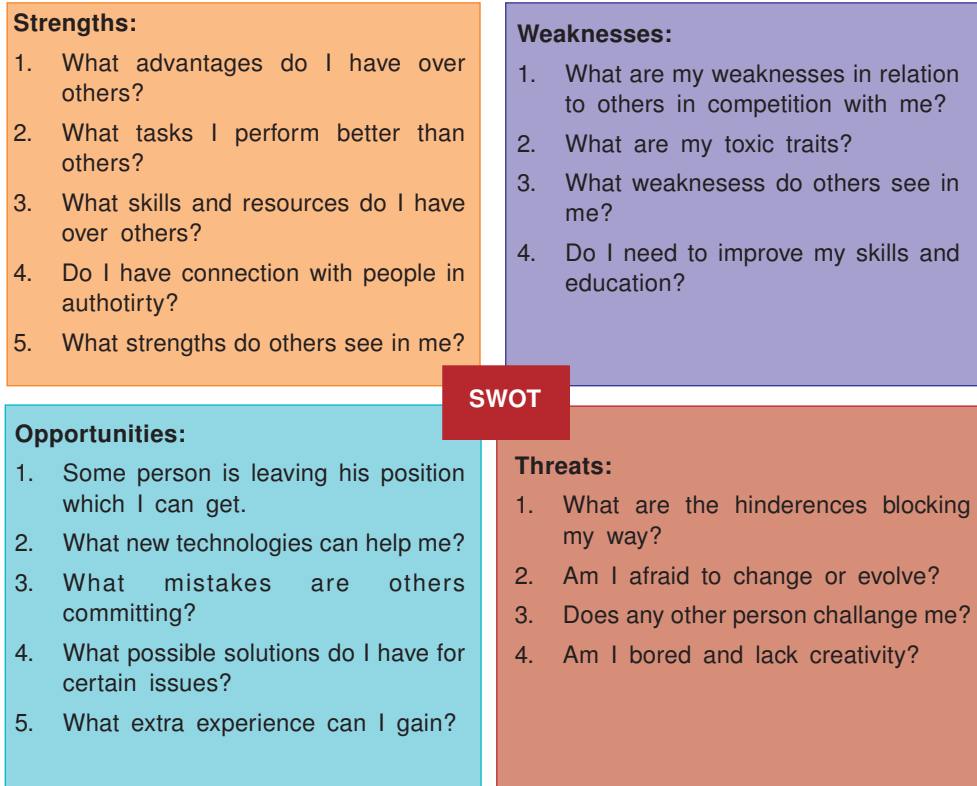 Strengths:
1. What advantages do I have over
others?
2. What tasks I perform better than
others?
3. What skills and resources do I have
over others?
4. Do I have connection with people in
authotirty?
5. What strengths do others see in me?
Weaknesses:
1. What are my weaknesses in relation
to others in competition with me?
2. What are my toxic traits?
3. What weaknesess do others see in
me?
4. Do I need to improve my skills and
education?
SWOT
Opportunities:
1. Some person is leaving his position
which I can get.
2. What new technologies can help me?
3. What mistakes are others
committing?
4. What possible solutions do I have for
certain issues?
5. What extra experience can I gain?
Threats:
1. What are the hinderences blocking
my way?
2. Am I afraid to change or evolve?
3. Does any other person challange me?
4. Am I bored and lack creativity?